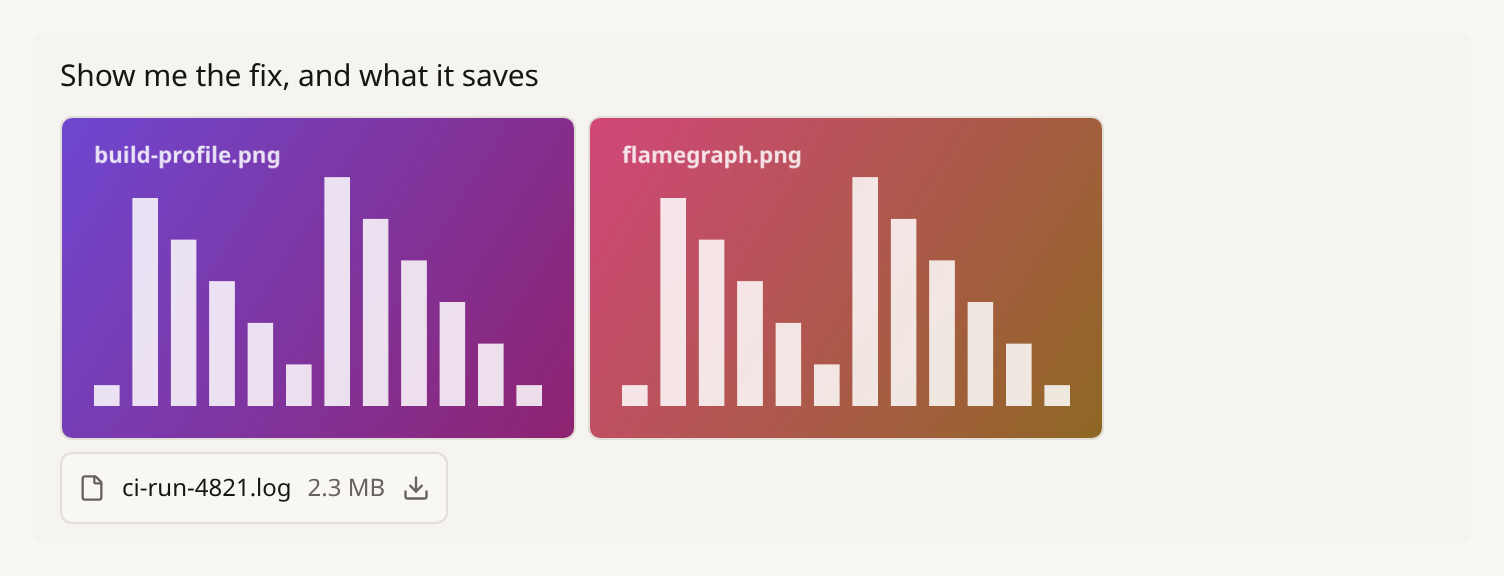 Show me the fix, and what it saves
build-profile.png
flamegraph.png
ci-run-4821.log 2.3 MB